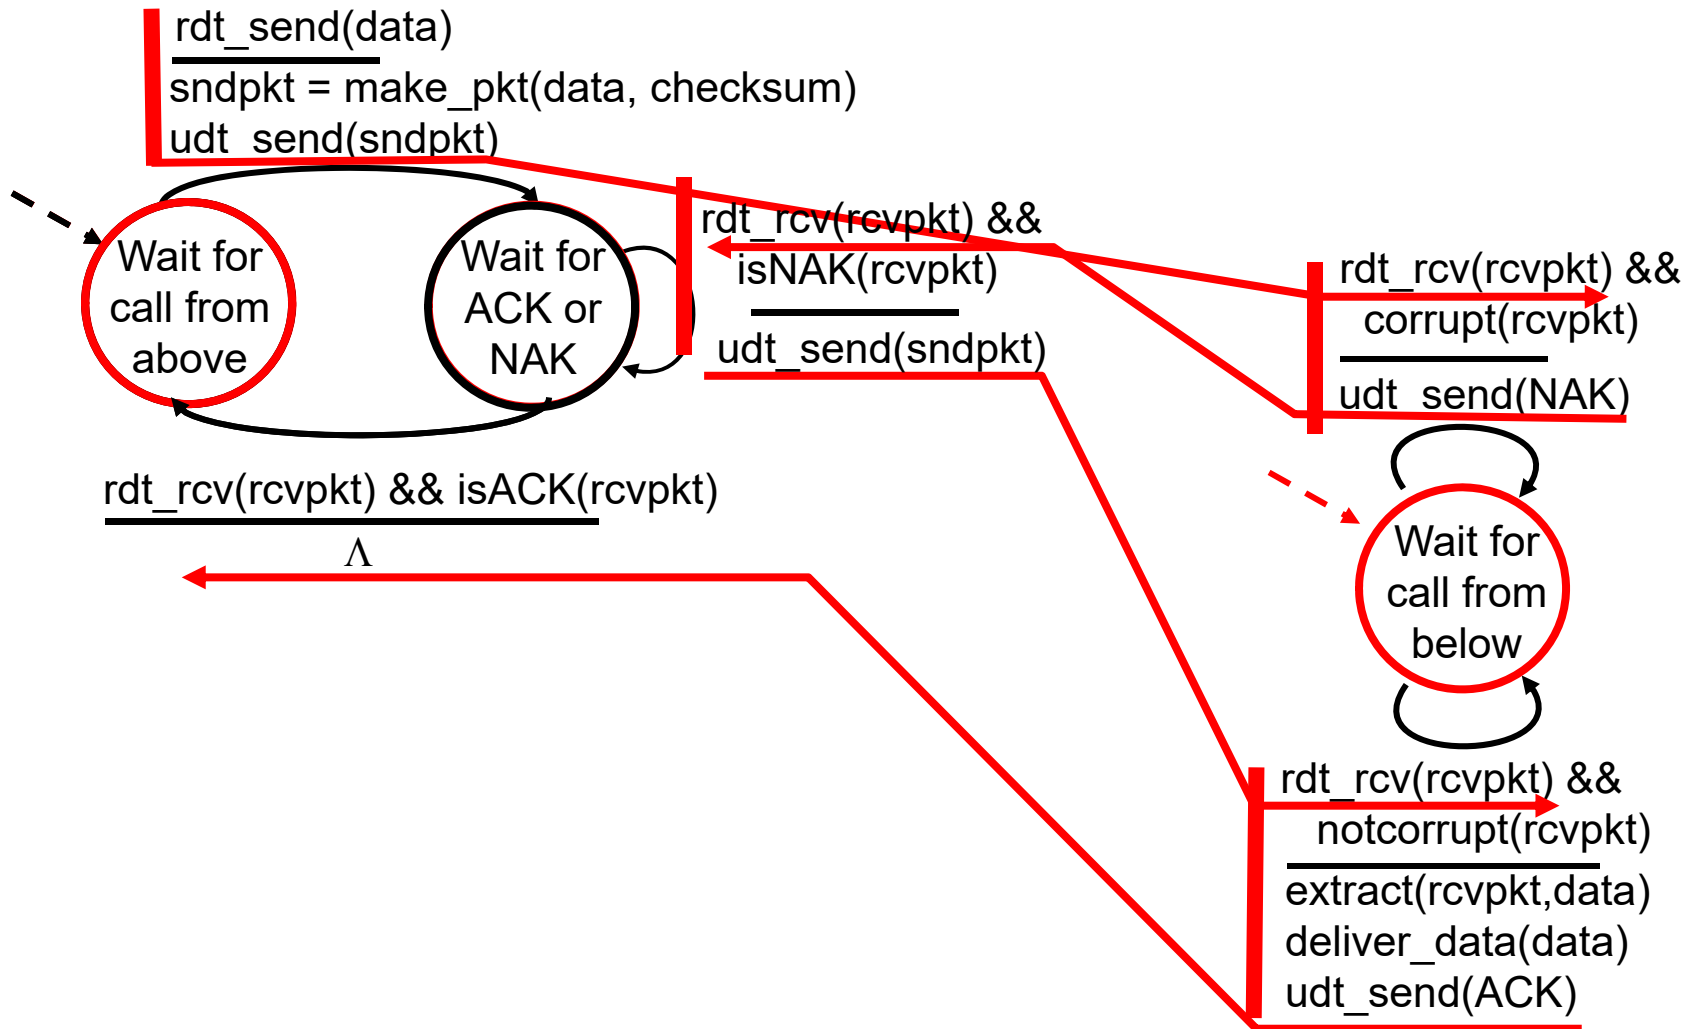 rdt_send(data)
sndpkt = make_pkt(data, checksum)
udt_send(sndpkt)
Wait for
call from
above
Wait for
ACK or
NAK
rdt_rcv(rcvpkt) &&
isNAK(rcvpkt)
udt_send(sndpkt)
rdt_rcv(rcvpkt) && isACK(rcvpkt)
Λ
rdt_rcv(rcvpkt) &&
corrupt(rcvpkt)
udt_send(NAK)
Wait for
call from
below
rdt_rcv(rcvpkt) &&
notcorrupt(rcvpkt)
extract(rcvpkt,data)
deliver_data(data)
udt_send(ACK)